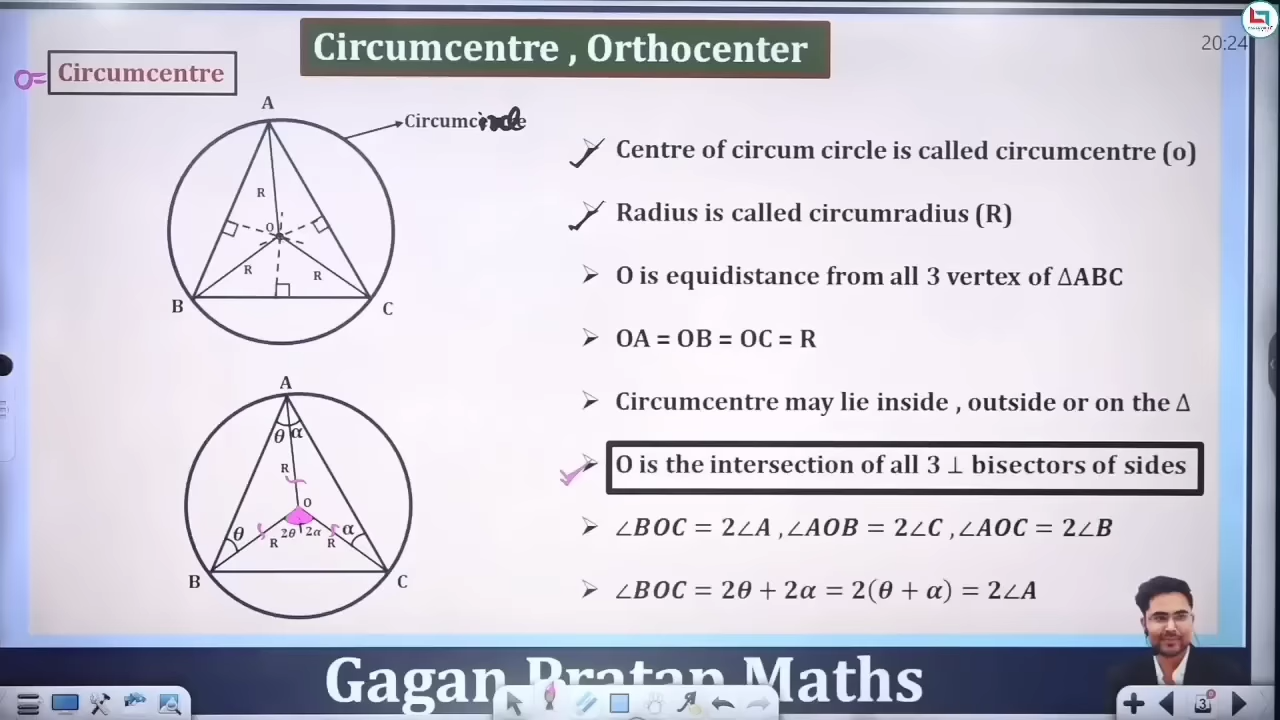 Circumcentre , Orthocenter
20:24
Circumcentre
A
Centre of circum circle is called circumcentre (o)
R
O
Radius is called circumradius (R)
R
R
B
C
O is equidistance from all 3 vertex of ΔABC
OA = OB = OC = R
A
Circumcentre may lie inside , outside or on the Δ
θ α
R
O is the intersection of all 3 ⊥ bisectors of sides
O
θ
2θ 2α
α
R
R
∠BOC = 2∠A ,∠AOB = 2∠C ,∠AOC = 2∠B
B
C
∠BOC = 2θ + 2α = 2(θ + α) = 2∠A
Gagan Pratap Maths
3